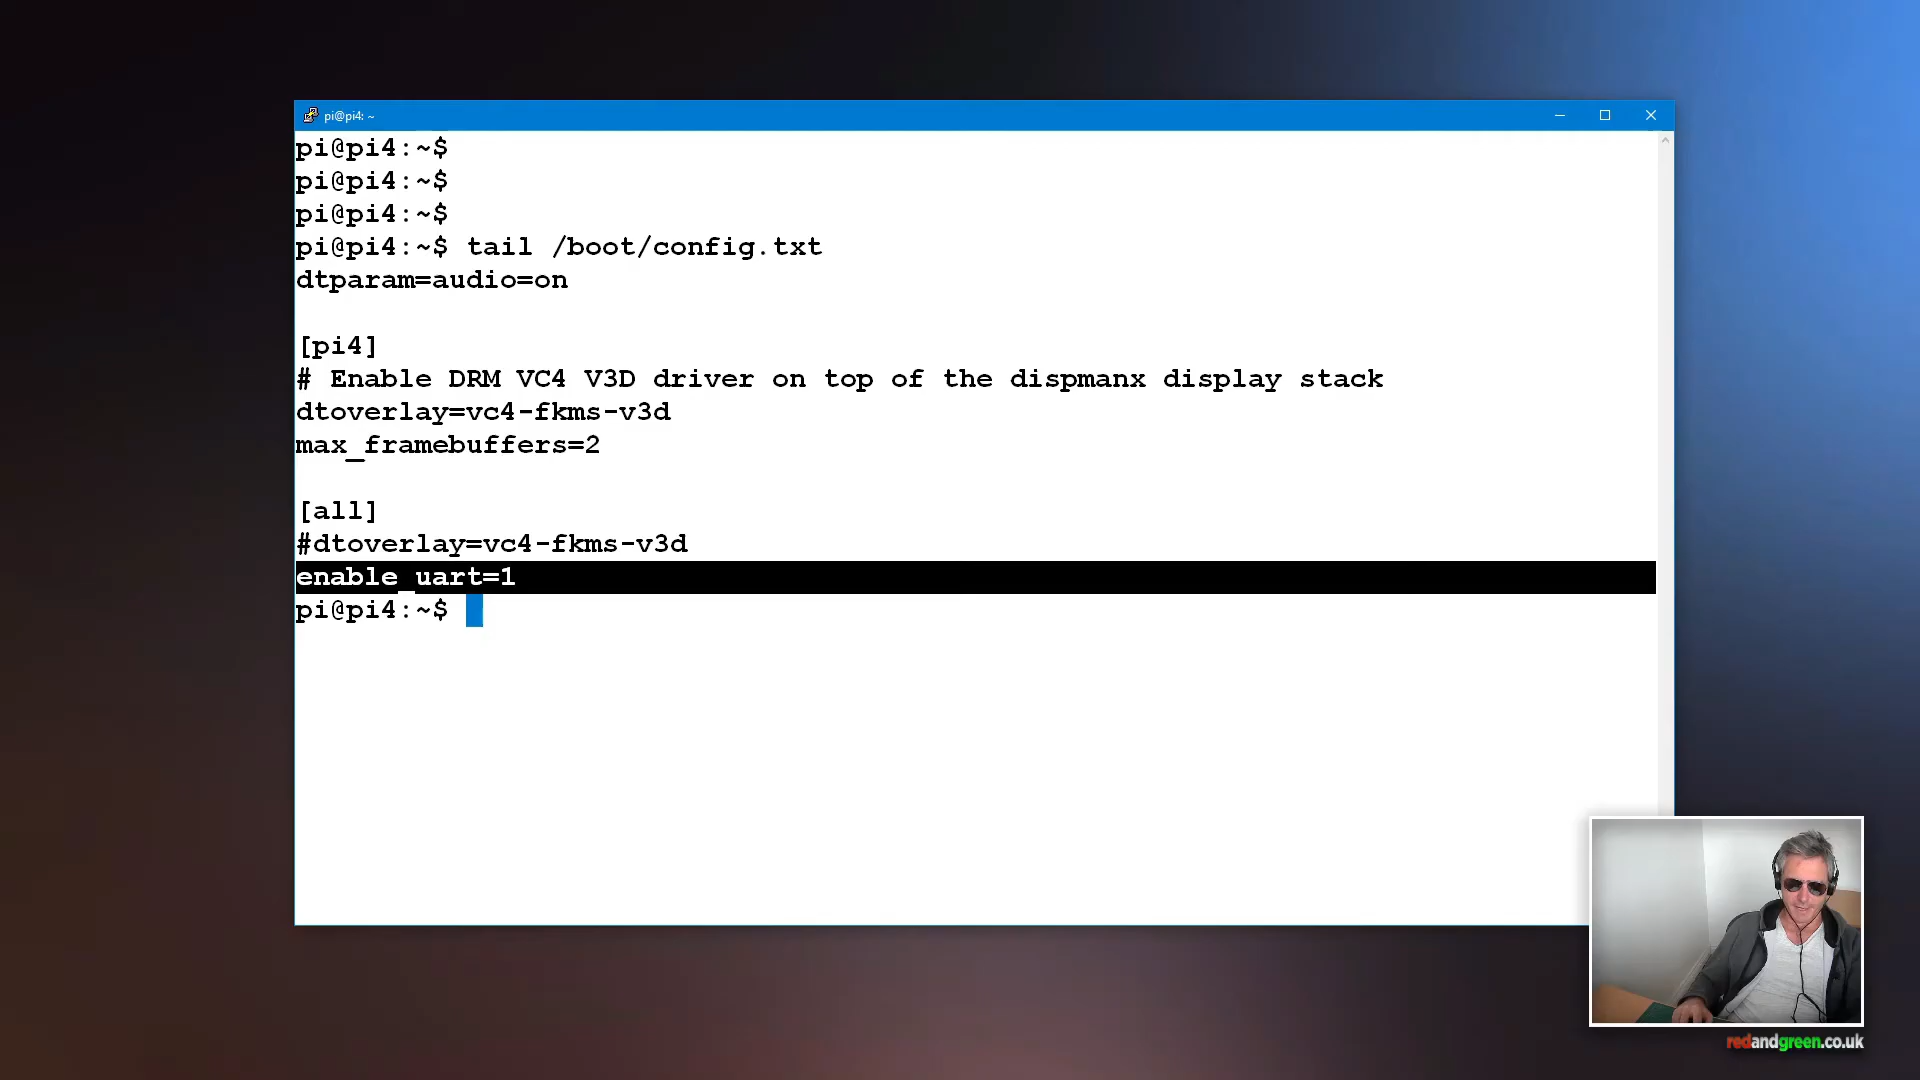 pi@pi4: ~
pi@pi4:~$
pi@pi4:~$
pi@pi4:~$
pi@pi4:~$ tail /boot/config.txt
dtparam=audio=on
[pi4]
# Enable DRM VC4 V3D driver on top of the dispmanx display stack
dtoverlay=vc4-fkms-v3d
max_framebuffers=2
[all]
#dtoverlay=vc4-fkms-v3d
enable_uart=1
pi@pi4:~$
redandgreen.co.uk